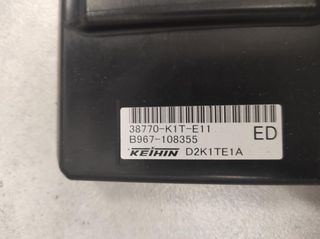 38770-K1T-E11
B967-108355
ED
KEIHIN D2K1TE1A